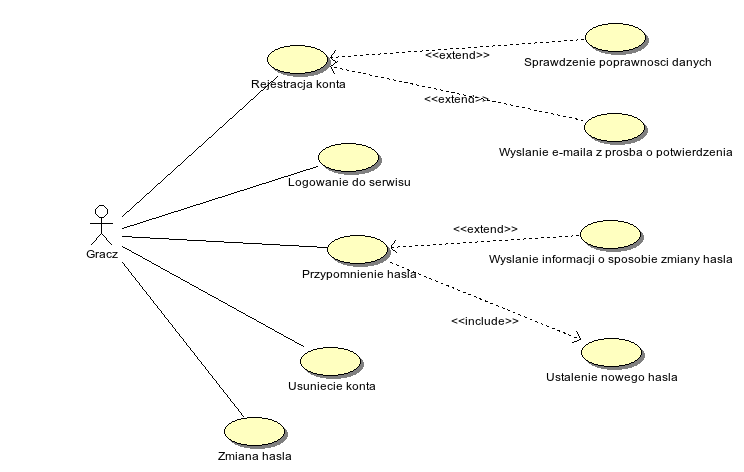 Sprawdzenie poprawnosci danych
<<extend>>
Rejestracja konta
<<extend>>
Wyslanie e-maila z prosba o potwierdzenia
Logowanie do serwisu
Gracz
<<extend>>
Wyslanie informacji o sposobie zmiany hasla
Przypomnienie hasla
<<include>>
Ustalenie nowego hasla
Usuniecie konta
Zmiana hasla